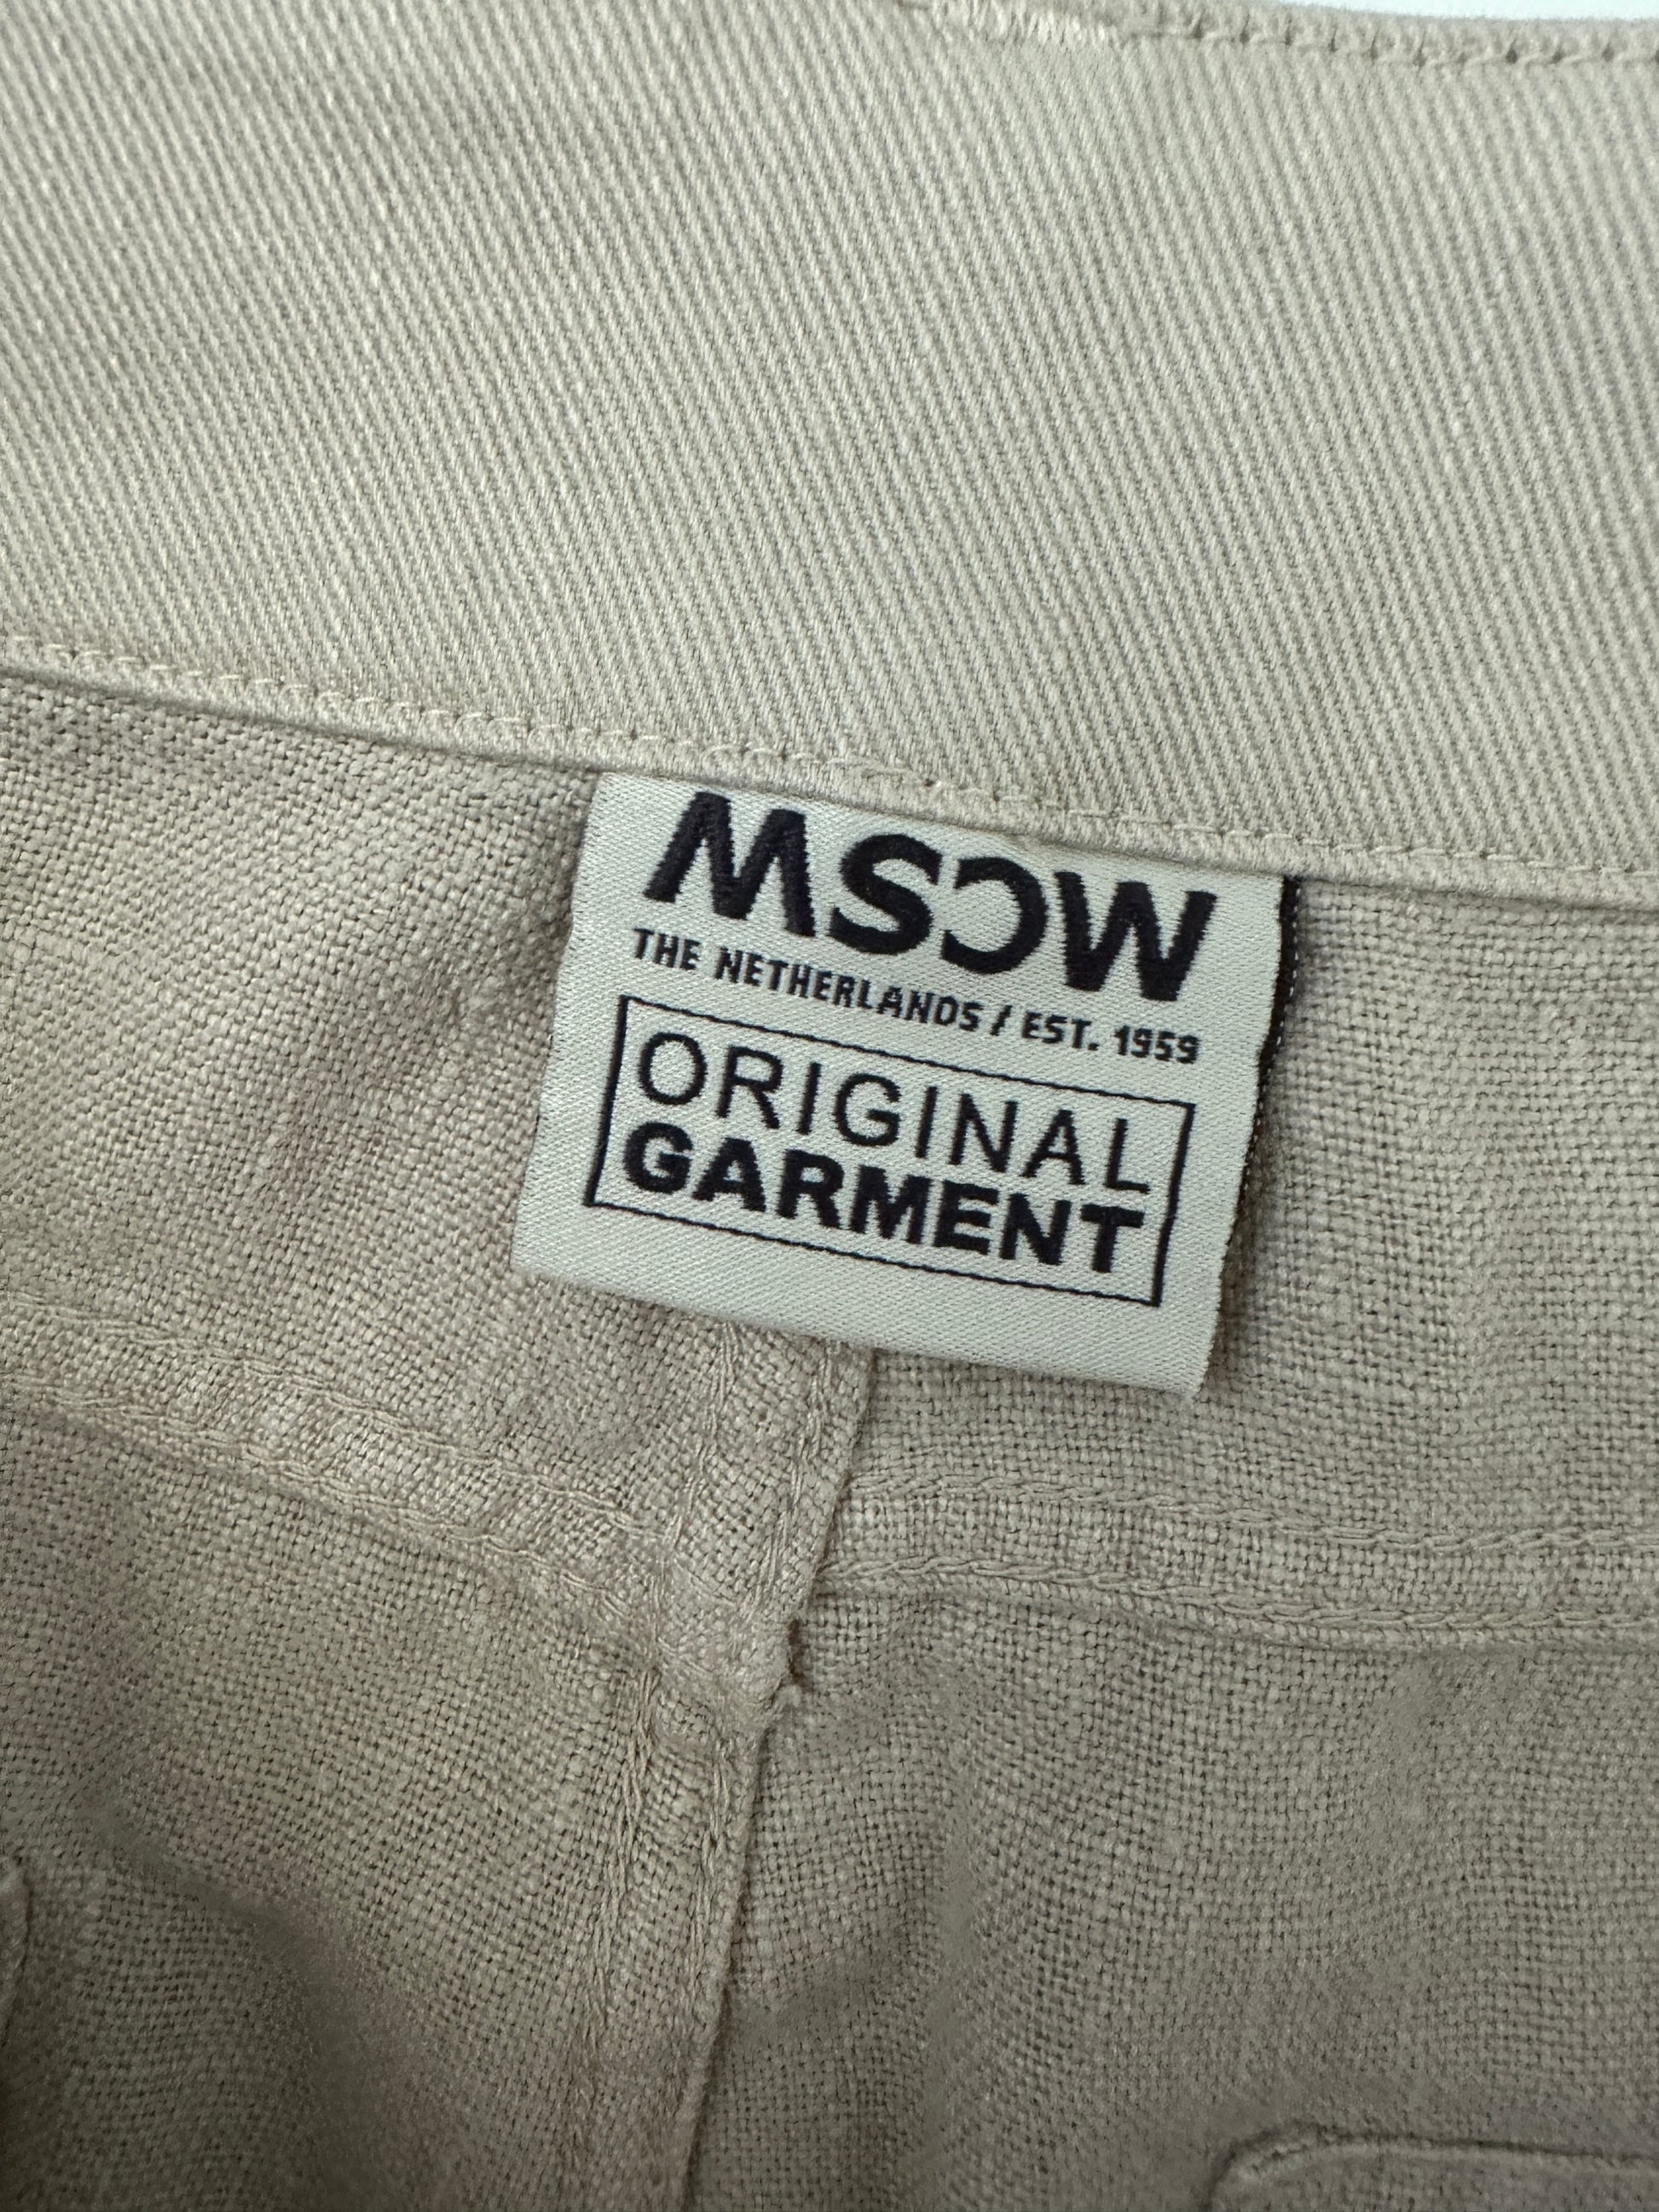 MSCW
THE NETHERLANDS / EST. 1959
ORIGINAL
GARMENT